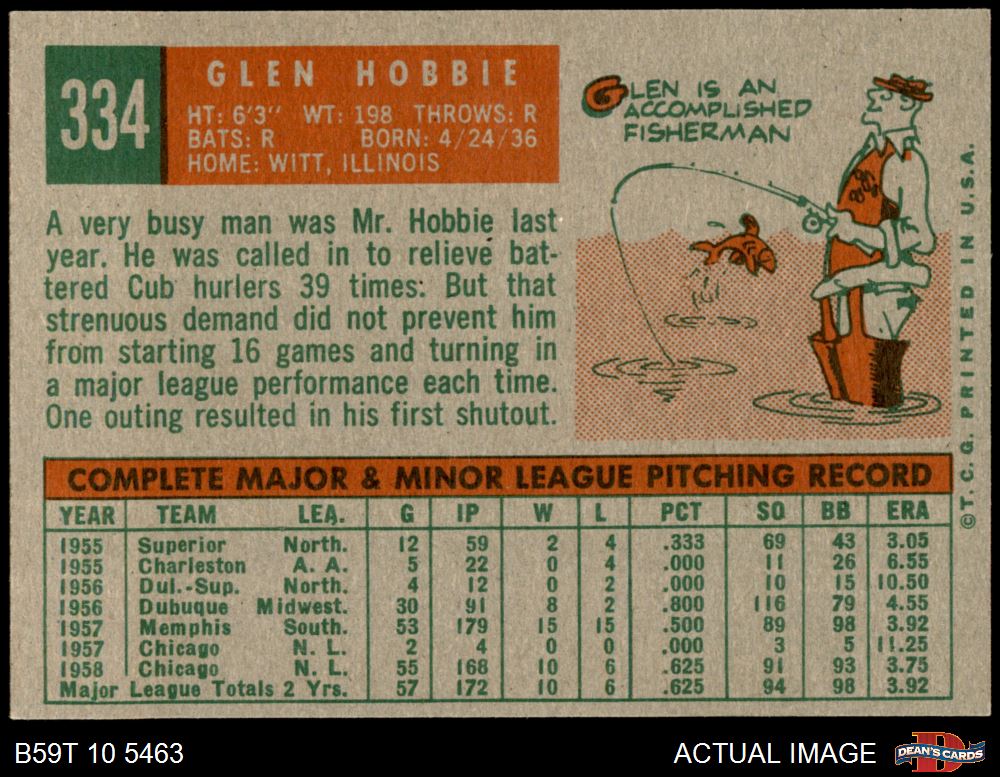 334
GLEN HOBBIE
HT: 6'3" WT: 198 THROWS: R
BATS: R BORN: 4/24/36
HOME: WITT, ILLINOIS
GLEN IS AN
ACCOMPLISHED
FISHERMAN
A very busy man was Mr. Hobbie last
year. He was called in to relieve bat-
tered Cub hurlers 39 times: But that
strenuous demand did not prevent him
from starting 16 games and turning in
a major league performance each time.
One outing resulted in his first shutout.
COMPLETE MAJOR & MINOR LEAGUE PITCHING RECORD
YEAR TEAM LEA. G IP W L PCT SO BB ERA
1955 Superior North. 12 59 2 4 .333 69 43 3.05
1955 Charleston A. A. 5 22 0 4 .000 11 26 6.55
1956 Dul.-Sup. North. 4 12 0 2 .000 10 15 10.50
1956 Dubuque Midwest. 30 91 8 2 .800 116 79 4.55
1957 Memphis South. 53 179 15 15 .500 89 98 3.92
1957 Chicago N. L. 2 4 0 0 .000 3 5 11.25
1958 Chicago N. L. 55 168 10 6 .625 91 93 3.75
Major League Totals 2 Yrs. 57 172 10 6 .625 94 98 3.92
©T. C. G. PRINTED IN U.S.A.
B59T 10 5463
ACTUAL IMAGE
DEAN'S CARDS